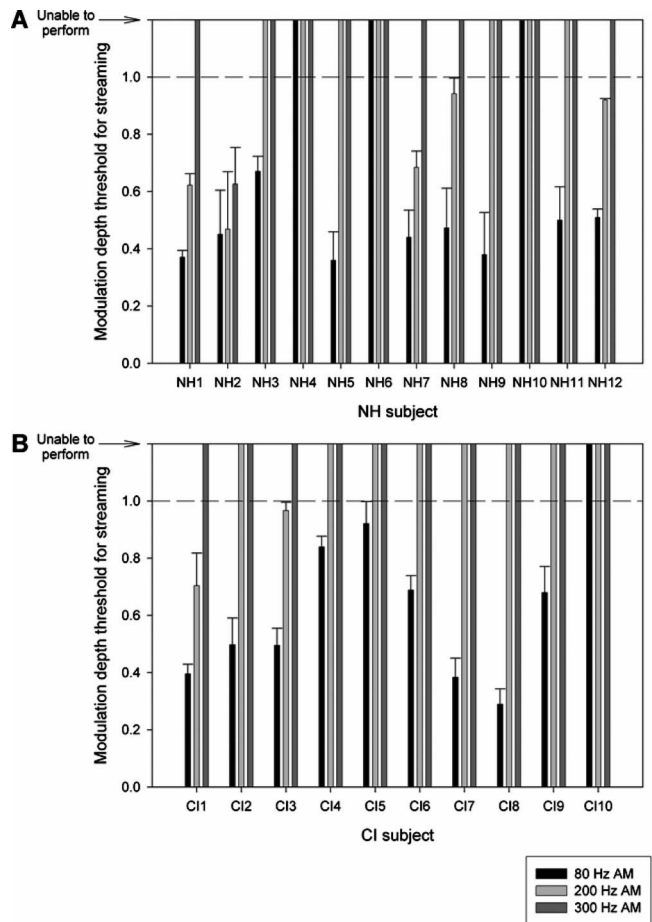 A
Unable to
perform
Modulation depth threshold for streaming
1.0
0.8
0.6
0.4
0.2
0.0
NH1 NH2 NH3 NH4 NH5 NH6 NH7 NH8 NH9 NH10 NH11 NH12
NH subject
B
Unable to
perform
Modulation depth threshold for streaming
1.0
0.8
0.6
0.4
0.2
0.0
CI1 CI2 CI3 CI4 CI5 CI6 CI7 CI8 CI9 CI10
CI subject
80 Hz AM
200 Hz AM
300 Hz AM